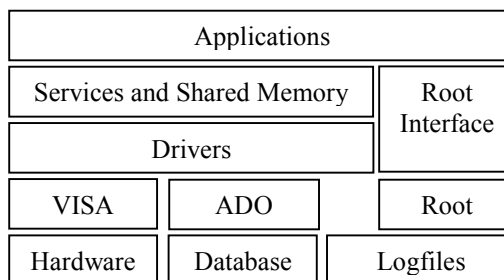 Applications
Services and Shared Memory
Root
Interface
Drivers
VISA
ADO
Root
Hardware
Database
Logfiles